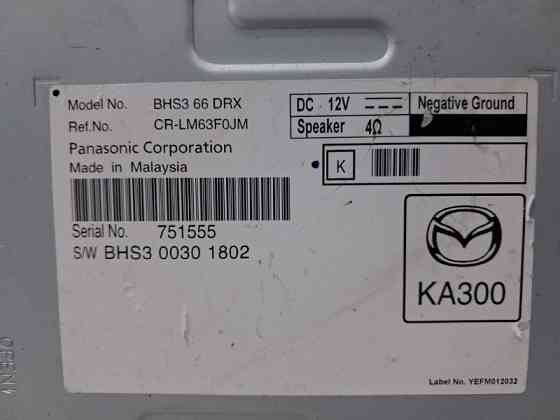 Model No. BHS3 66 DRX
Ref.No. CR-LM63F0JM
Panasonic Corporation
Made in Malaysia
Serial No. 751555
S/W BHS3 0030 1802
DC 12V Negative Ground
Speaker 4Ω
K
KA300
Label No. YEFM012032